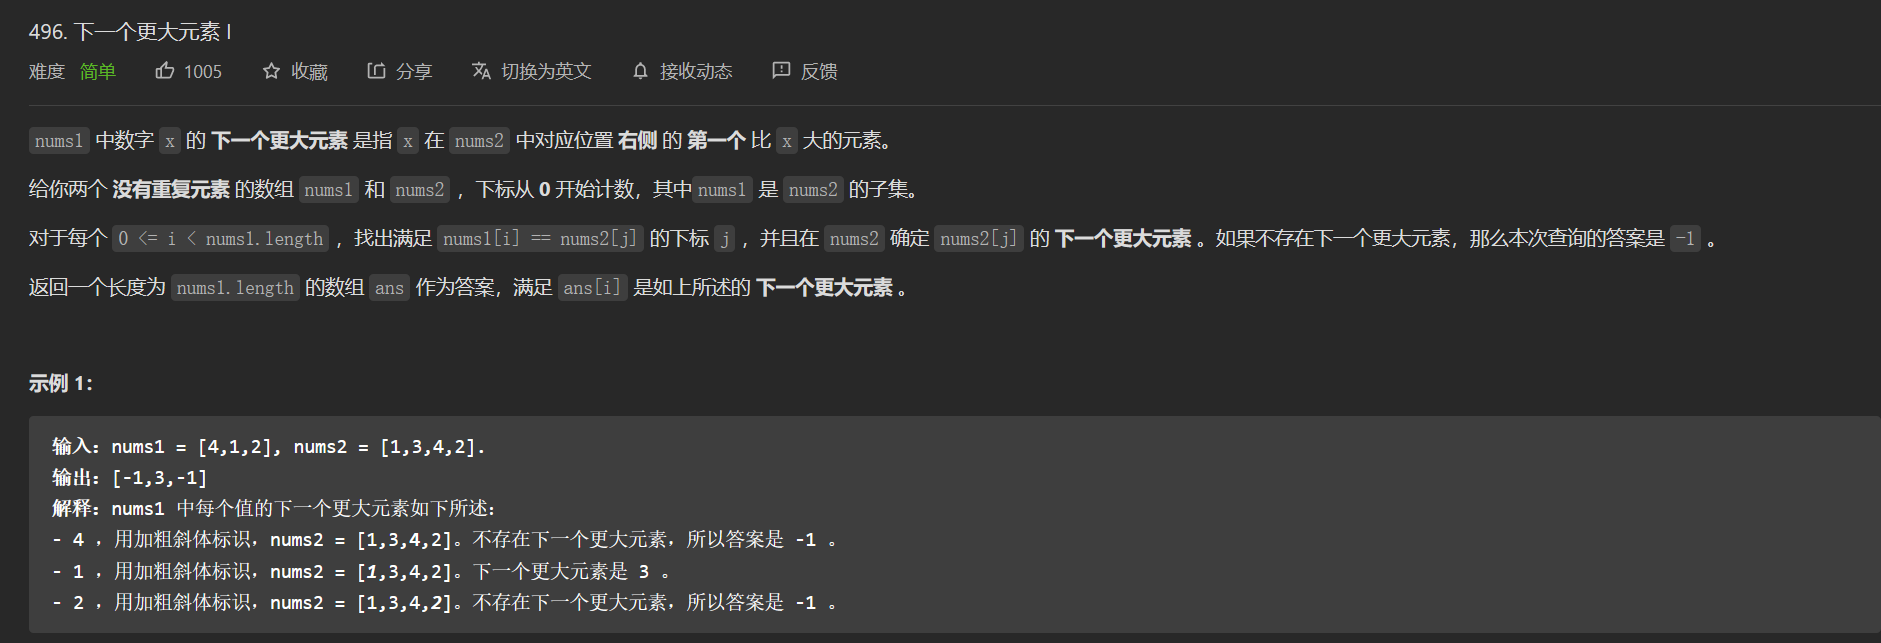 496. 下一个更大元素 I
难度 简单 1005 收藏 分享 切换为英文 接收动态 反馈
nums1 中数字 x 的 下一个更大元素 是指 x 在 nums2 中对应位置 右侧 的 第一个 比 x 大的元素。
给你两个 没有重复元素 的数组 nums1 和 nums2 ，下标从 0 开始计数，其中nums1 是 nums2 的子集。
对于每个 0 <= i < nums1.length ，找出满足 nums1[i] == nums2[j] 的下标 j ，并且在 nums2 确定 nums2[j] 的 下一个更大元素 。如果不存在下一个更大元素，那么本次查询的答案是 -1 。
返回一个长度为 nums1.length 的数组 ans 作为答案，满足 ans[i] 是如上所述的 下一个更大元素 。
示例 1：
输入：nums1 = [4,1,2], nums2 = [1,3,4,2].
输出：[-1,3,-1]
解释：nums1 中每个值的下一个更大元素如下所述：
- 4 ，用加粗斜体标识，nums2 = [1,3,4,2]。不存在下一个更大元素，所以答案是 -1 。
- 1 ，用加粗斜体标识，nums2 = [1,3,4,2]。下一个更大元素是 3 。
- 2 ，用加粗斜体标识，nums2 = [1,3,4,2]。不存在下一个更大元素，所以答案是 -1 。